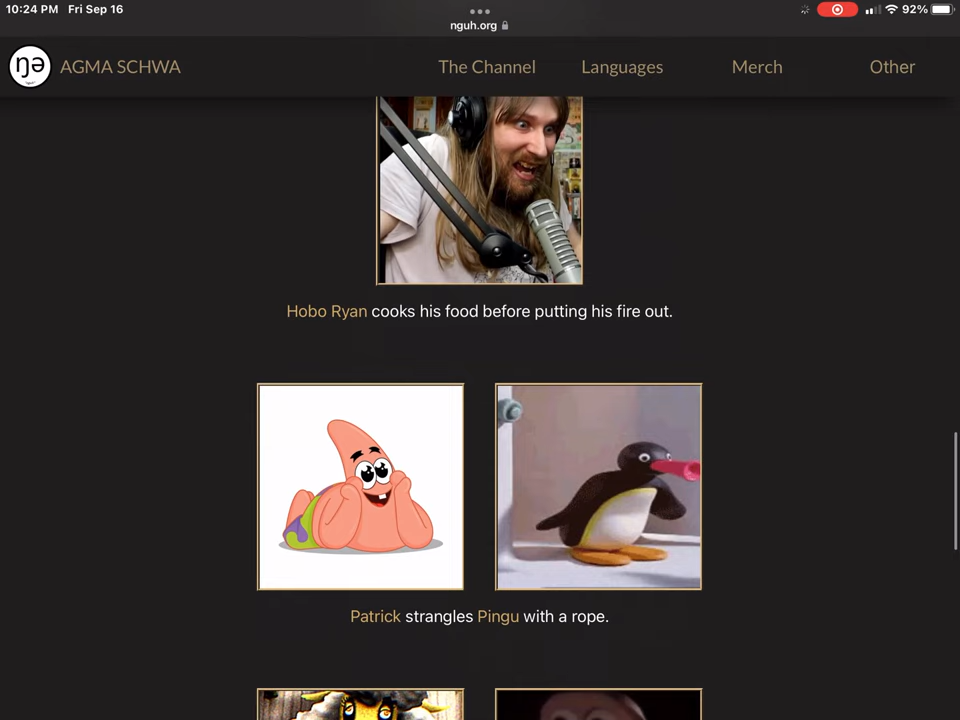 10:24 PM Fri Sep 16
92%
nguh.org
ŋə AGMA SCHWA
The Channel
Languages
Merch
Other
Hobo Ryan cooks his food before putting his fire out.
Patrick strangles Pingu with a rope.